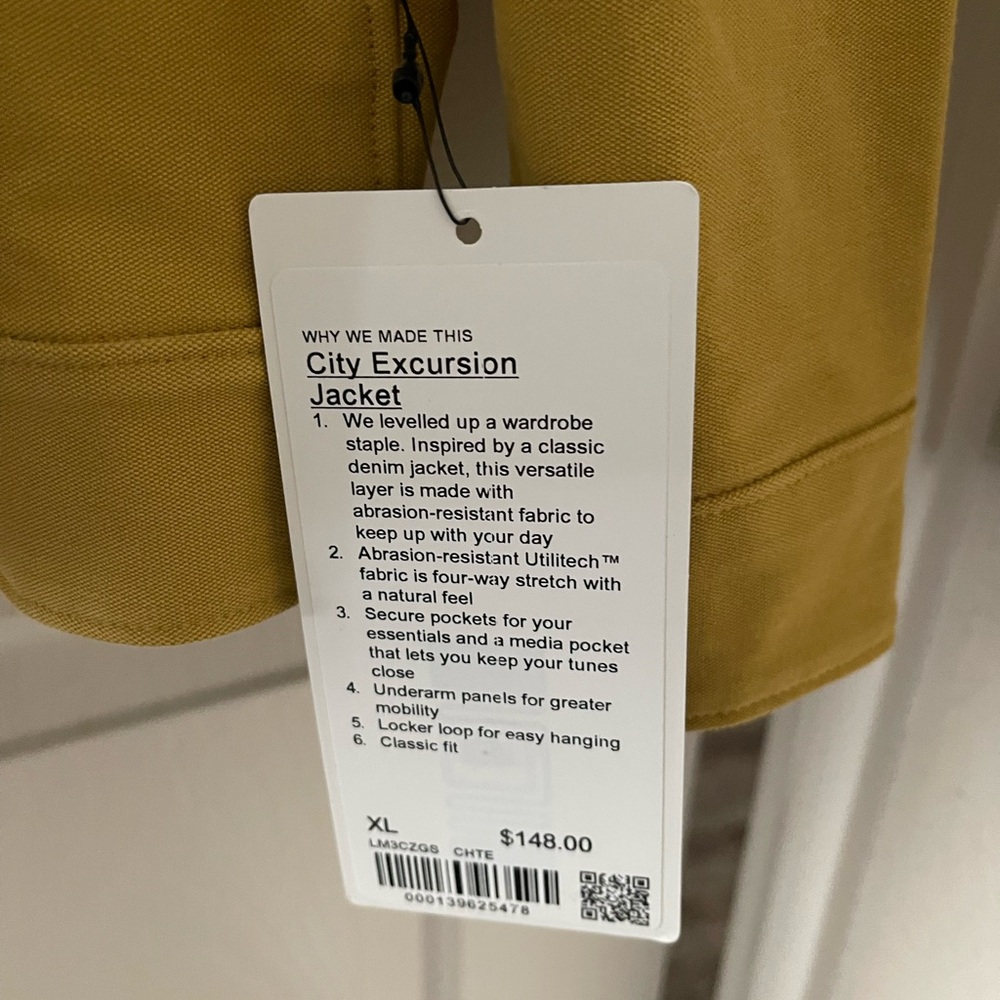 WHY WE MADE THIS
City Excursion
Jacket
1. We levelled up a wardrobe
staple. Inspired by a classic
denim jacket, this versatile
layer is made with
abrasion-resistant fabric to
keep up with your day
2. Abrasion-resistant Utilitech™
fabric is four-way stretch with
a natural feel
3. Secure pockets for your
essentials and a media pocket
that lets you keep your tunes
close
4. Underarm panels for greater
mobility
5. Locker loop for easy hanging
6. Classic fit
XL $148.00
LM3CZGS CHTE
000139625478